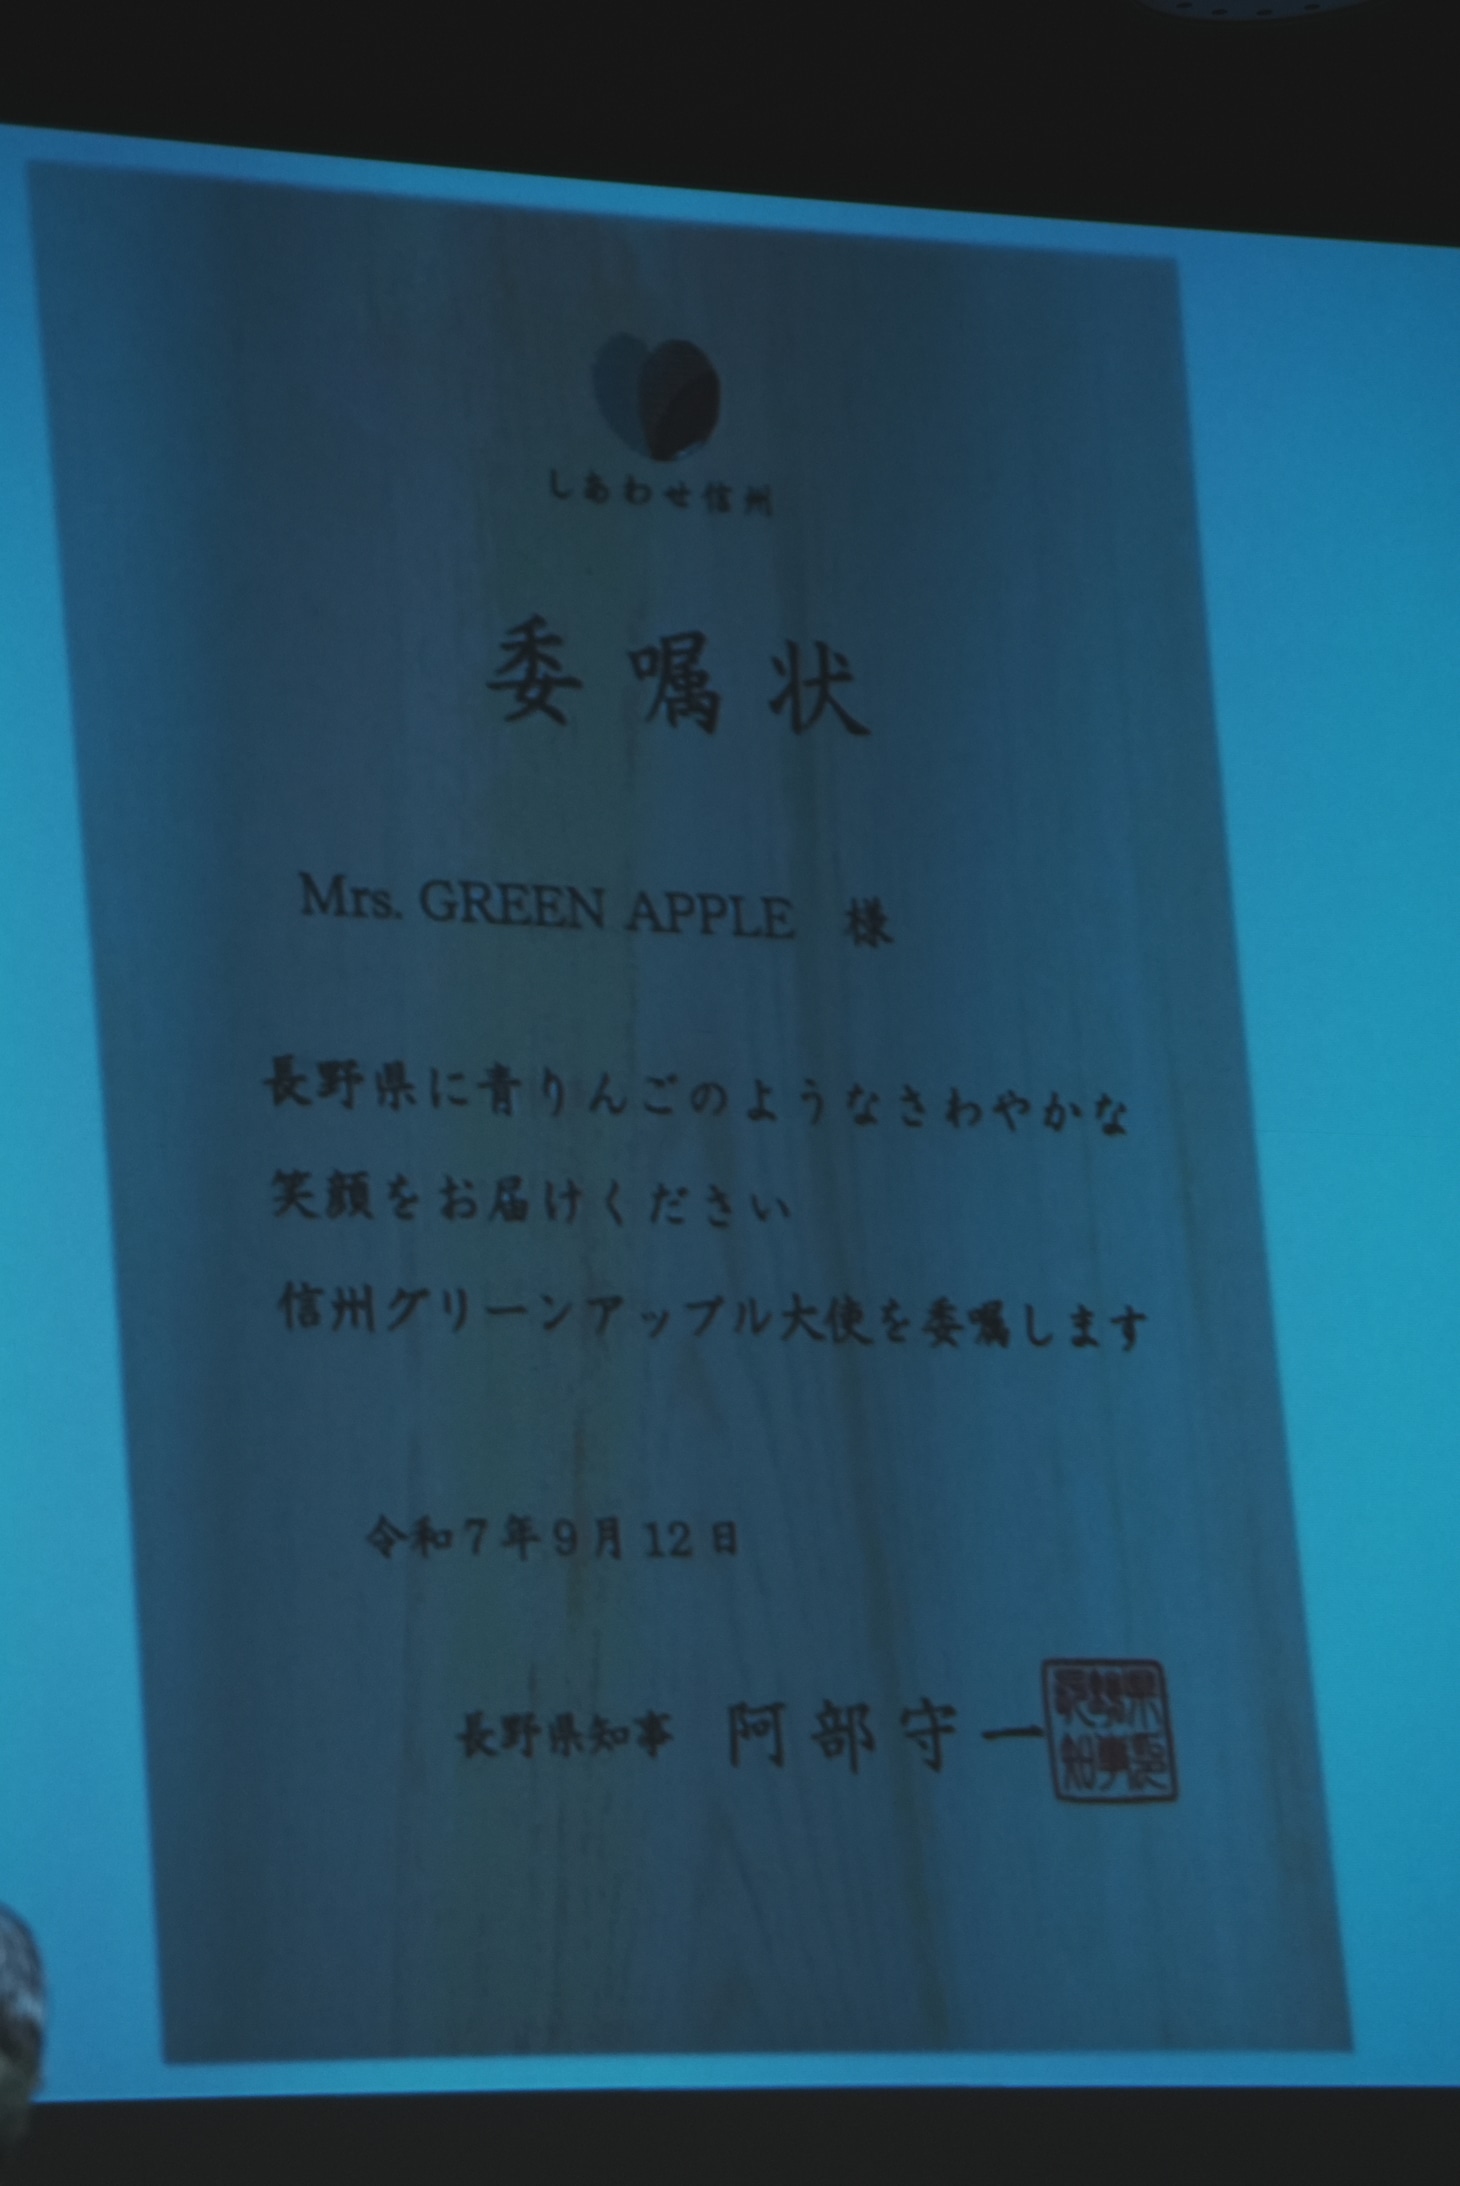 しあわせ信州
委嘱状
Mrs. GREEN APPLE 様
長野県に青りんごのようなさわやかな
笑顔をお届けください
信州グリーンアップル大使を委嘱します
令和7年9月12日
長野県知事 阿部守一